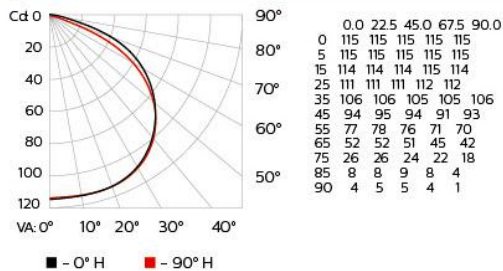 Cd: 0
20
40
60
80
100
120
90°
80°
70°
60°
50°
VA: 0° 10° 20° 30° 40°
■ – 0° H ■ – 90° H
0.0 22.5 45.0 67.5 90.0
0 115 115 115 115 115
5 115 115 115 115 115
15 114 114 114 115 114
25 111 111 111 112 112
35 106 106 106 105 106
45 94 95 94 91 93
55 77 78 76 71 70
65 52 52 51 45 42
75 26 26 24 22 18
85 8 8 9 8 4
90 4 5 5 4 1